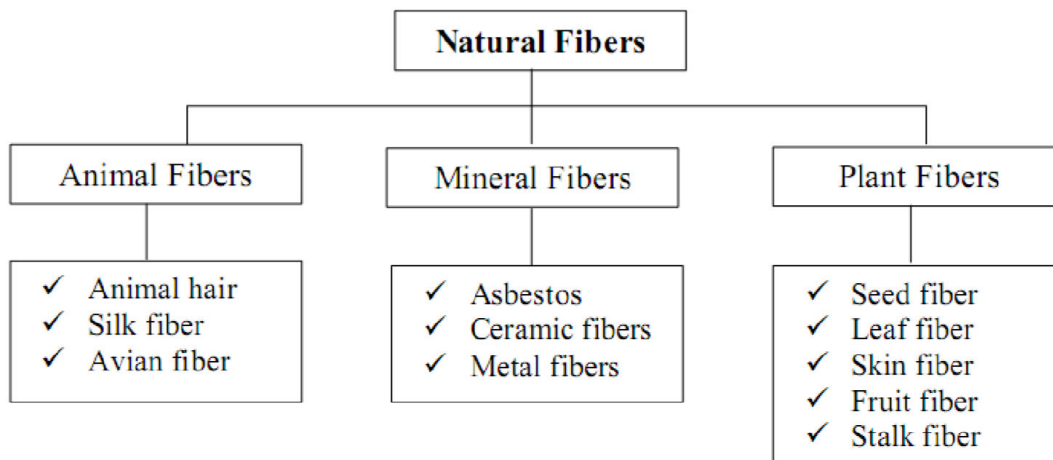 Natural Fibers
Animal Fibers
Mineral Fibers
Plant Fibers
✓ Animal hair
✓ Silk fiber
✓ Avian fiber
✓ Asbestos
✓ Ceramic fibers
✓ Metal fibers
✓ Seed fiber
✓ Leaf fiber
✓ Skin fiber
✓ Fruit fiber
✓ Stalk fiber